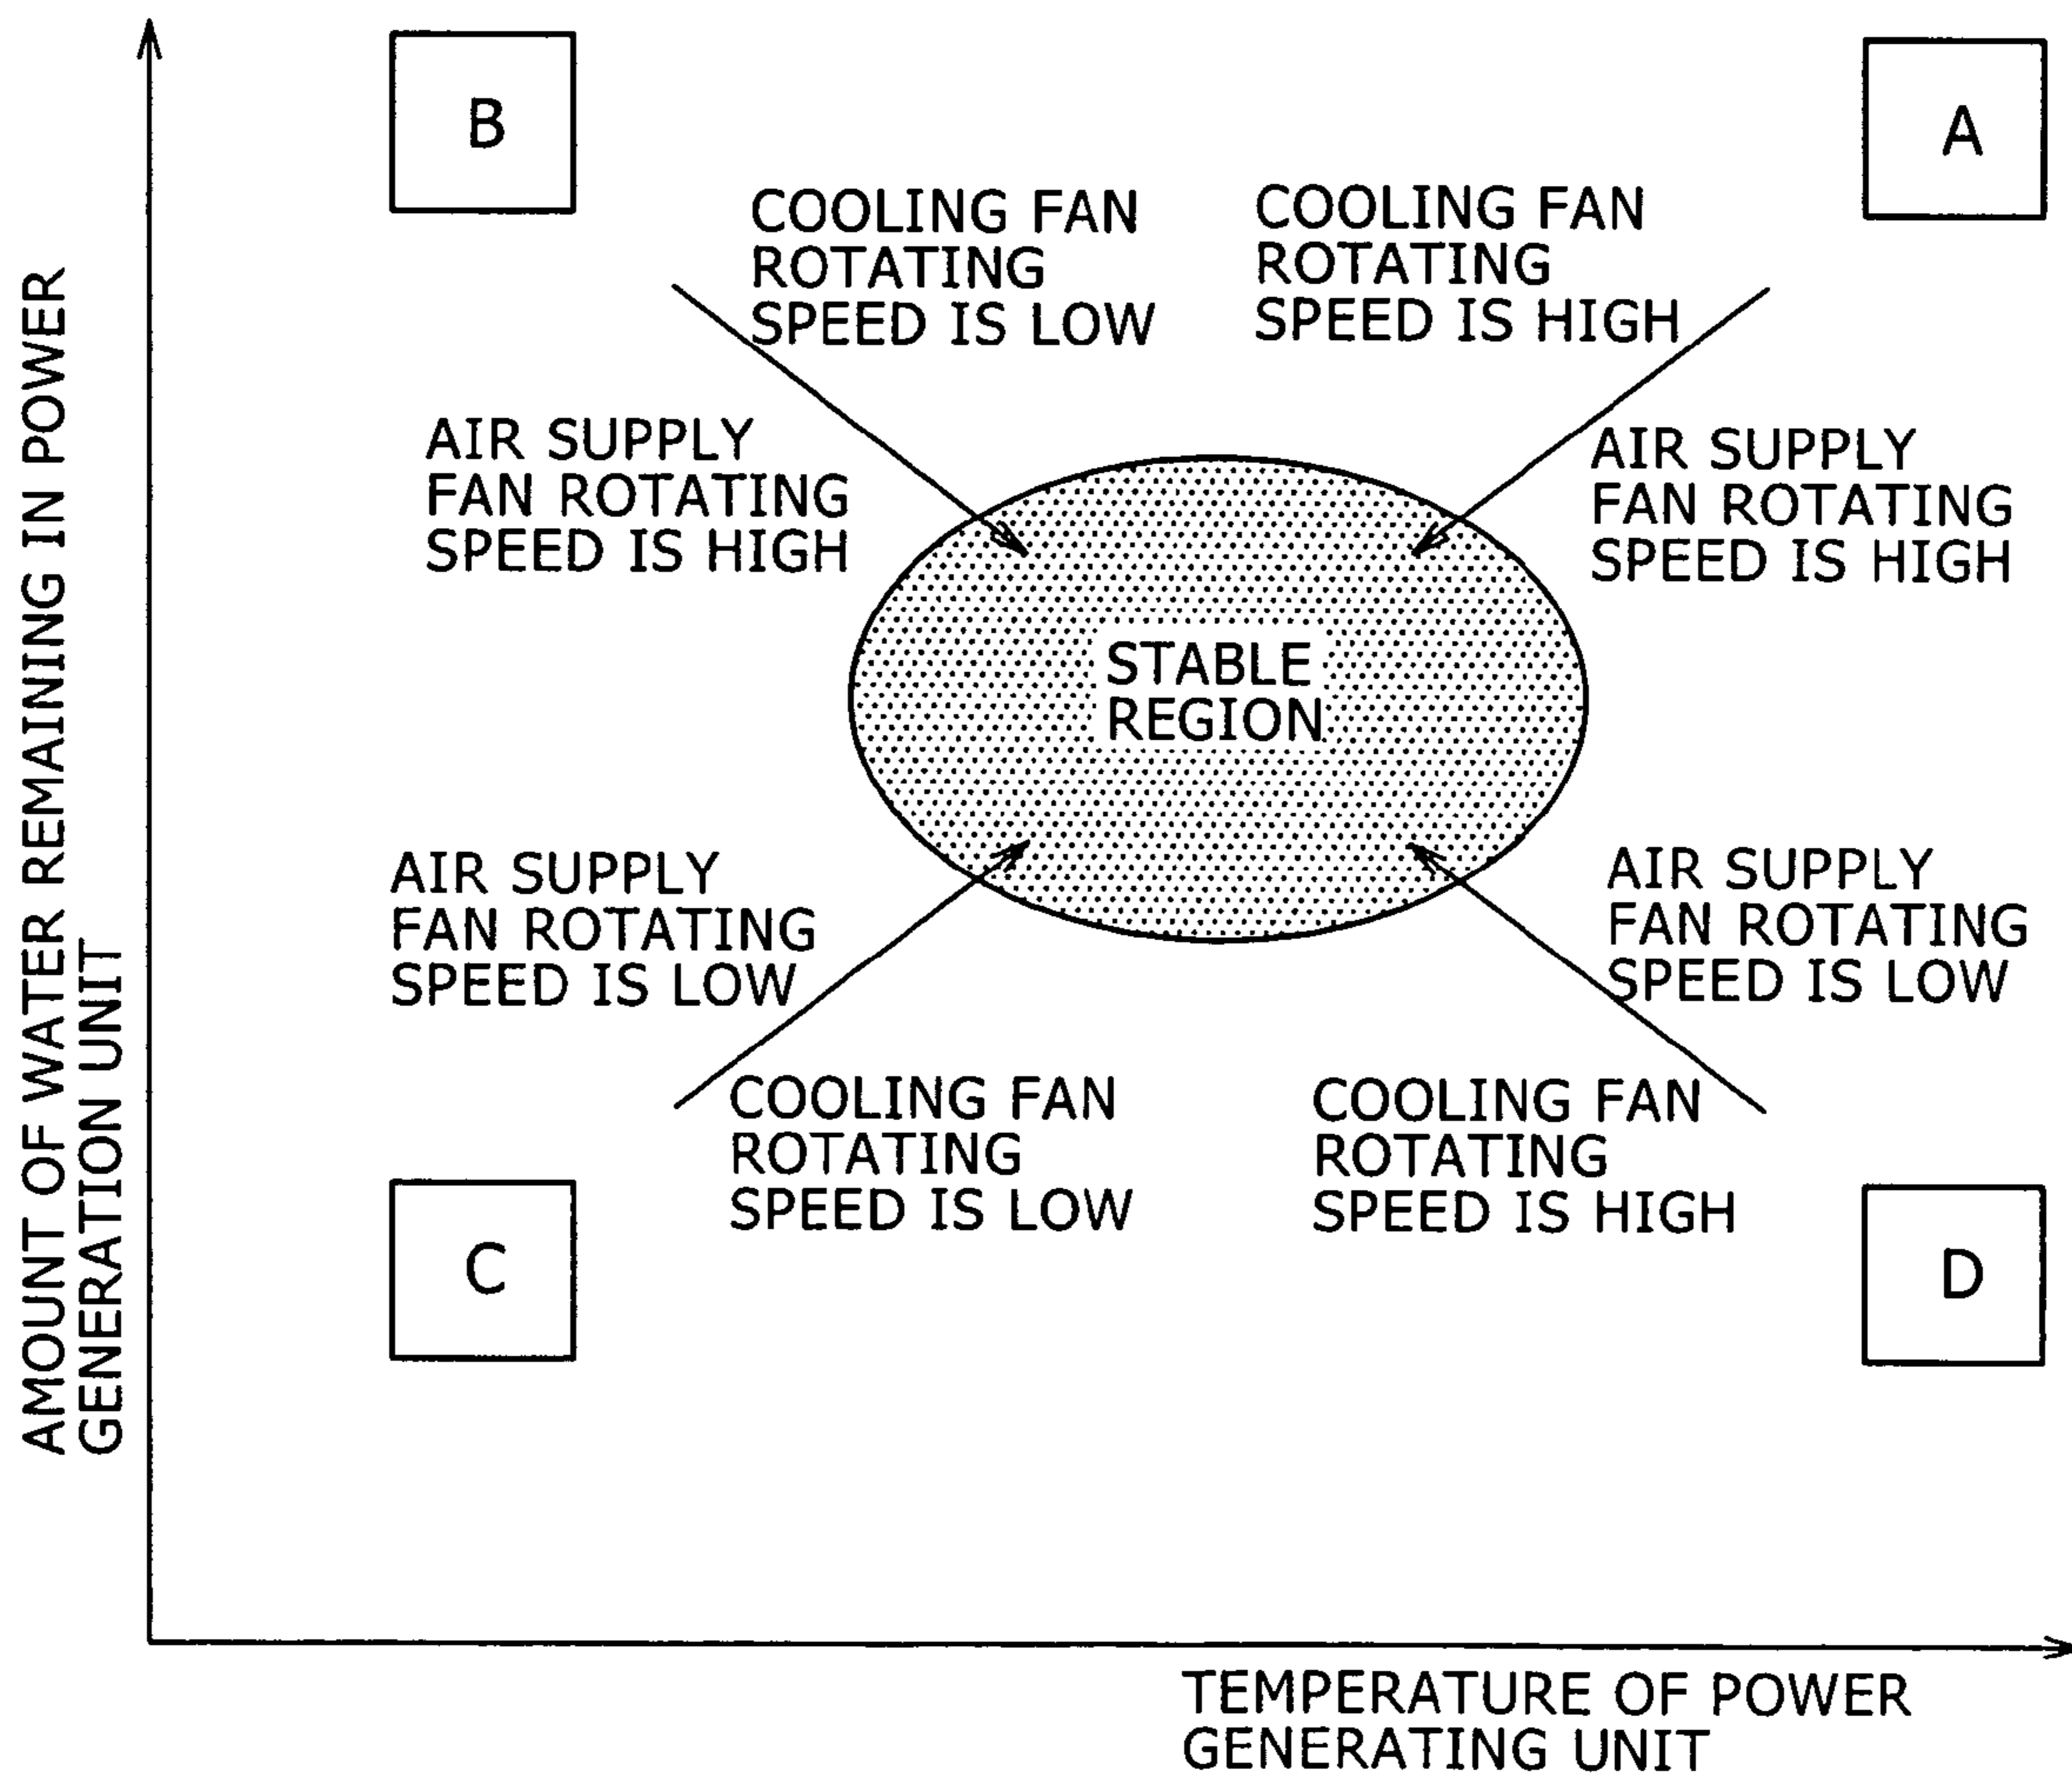 B
A
COOLING FAN
ROTATING
SPEED IS LOW
COOLING FAN
ROTATING
SPEED IS HIGH
AIR SUPPLY
FAN ROTATING
SPEED IS HIGH
AIR SUPPLY
FAN ROTATING
SPEED IS HIGH
STABLE
REGION
AIR SUPPLY
FAN ROTATING
SPEED IS LOW
AIR SUPPLY
FAN ROTATING
SPEED IS LOW
COOLING FAN
ROTATING
SPEED IS LOW
COOLING FAN
ROTATING
SPEED IS HIGH
C
D
AMOUNT OF WATER REMAINING IN POWER
GENERATION UNIT
TEMPERATURE OF POWER
GENERATING UNIT